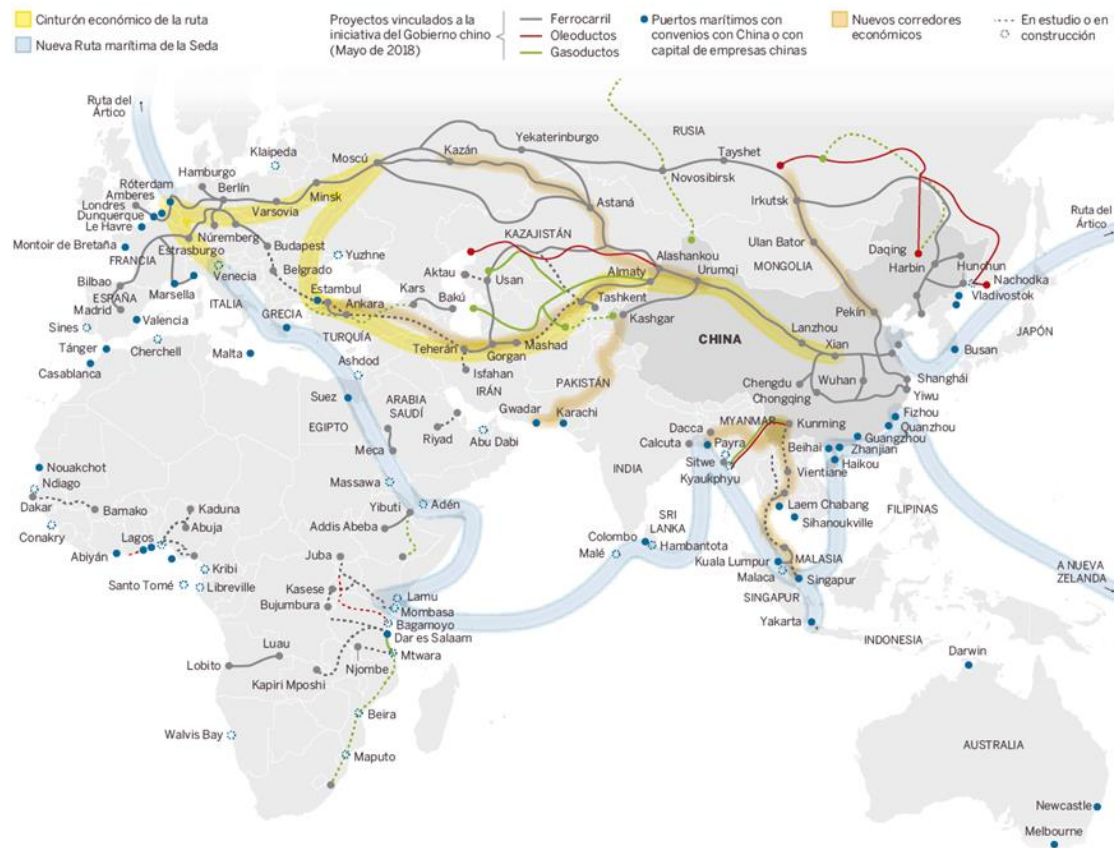 Cinturón económico de la ruta
Nueva Ruta marítima de la Seda
Proyectos vinculados a la
iniciativa del Gobierno chino
(Mayo de 2018)
Ferrocarril
Oleoductos
Gasoductos
Puertos marítimos con
convenios con China o con
capital de empresas chinas
Nuevos corredores
económicos
En estudio o en
construcción
Ruta del
Ártico
Klaipeda
Moscú
Kazán
Yekaterinburgo
RUSIA
Tayshet
Novosibirsk
Hamburgo
Berlín
Róterdam
Amberes
Londres
Dunquerque
Le Havre
Minsk
Varsovia
Astaná
Irkutsk
Ruta del
Ártico
Montoir de Bretaña
FRANCIA
Estrasburgo
Núremberg
Budapest
Belgrado
Yuzhne
KAZAJISTÁN
Alashankou
Ulan Bator
MONGOLIA
Daqing
Harbin
Hunchun
Nachodka
Vladivostok
Venecia
Aktau
Usan
Almaty
Urumqi
Bilbao
ESPAÑA
Madrid
Marsella
ITALIA
Estambul
Ankara
Kars
Bakú
Tashkent
Kashgar
Pekín
JAPÓN
Sines
Valencia
GRECIA
TURQUÍA
Teherán
Gorgan
Mashad
Lanzhou
Xian
CHINA
Busan
Tánger
Cherchell
Malta
Ashdod
Isfahan
IRÁN
PAKISTÁN
Chengdu
Chongqing
Wuhan
Shanghái
Yiwu
Casablanca
Suez
EGIPTO
ARABIA
SAUDÍ
Riyad
Abu Dabi
Gwadar
Karachi
Dacca
Calcuta
Payra
MYANMAR
Kunming
Fizhou
Quanzhou
Guangzhou
Beihai
Zhanjian
Haikou
Meca
INDIA
Sitwe
Kyaukphyu
Vientiane
Nouakchot
Ndiago
Dakar
Bamako
Massawa
Adén
Laem Chabang
Sihanoukville
FILIPINAS
Conakry
Kaduna
Abuja
Lagos
Abiyán
Yibuti
Addis Abeba
SRI
LANKA
Colombo
Hambantota
Malé
Kuala Lumpur
MALASIA
Malaca
Singapur
SINGAPUR
A NUEVA
ZELANDA
Kribi
Santo Tomé
Libreville
Juba
Kasese
Bujumbura
Lamu
Mombasa
Bagamoyo
Dar es Salaam
Mtwara
Yakarta
INDONESIA
Darwin
Luau
Lobito
Kapiri Mposhi
Njombe
Beira
Walvis Bay
Maputo
AUSTRALIA
Newcastle
Melbourne